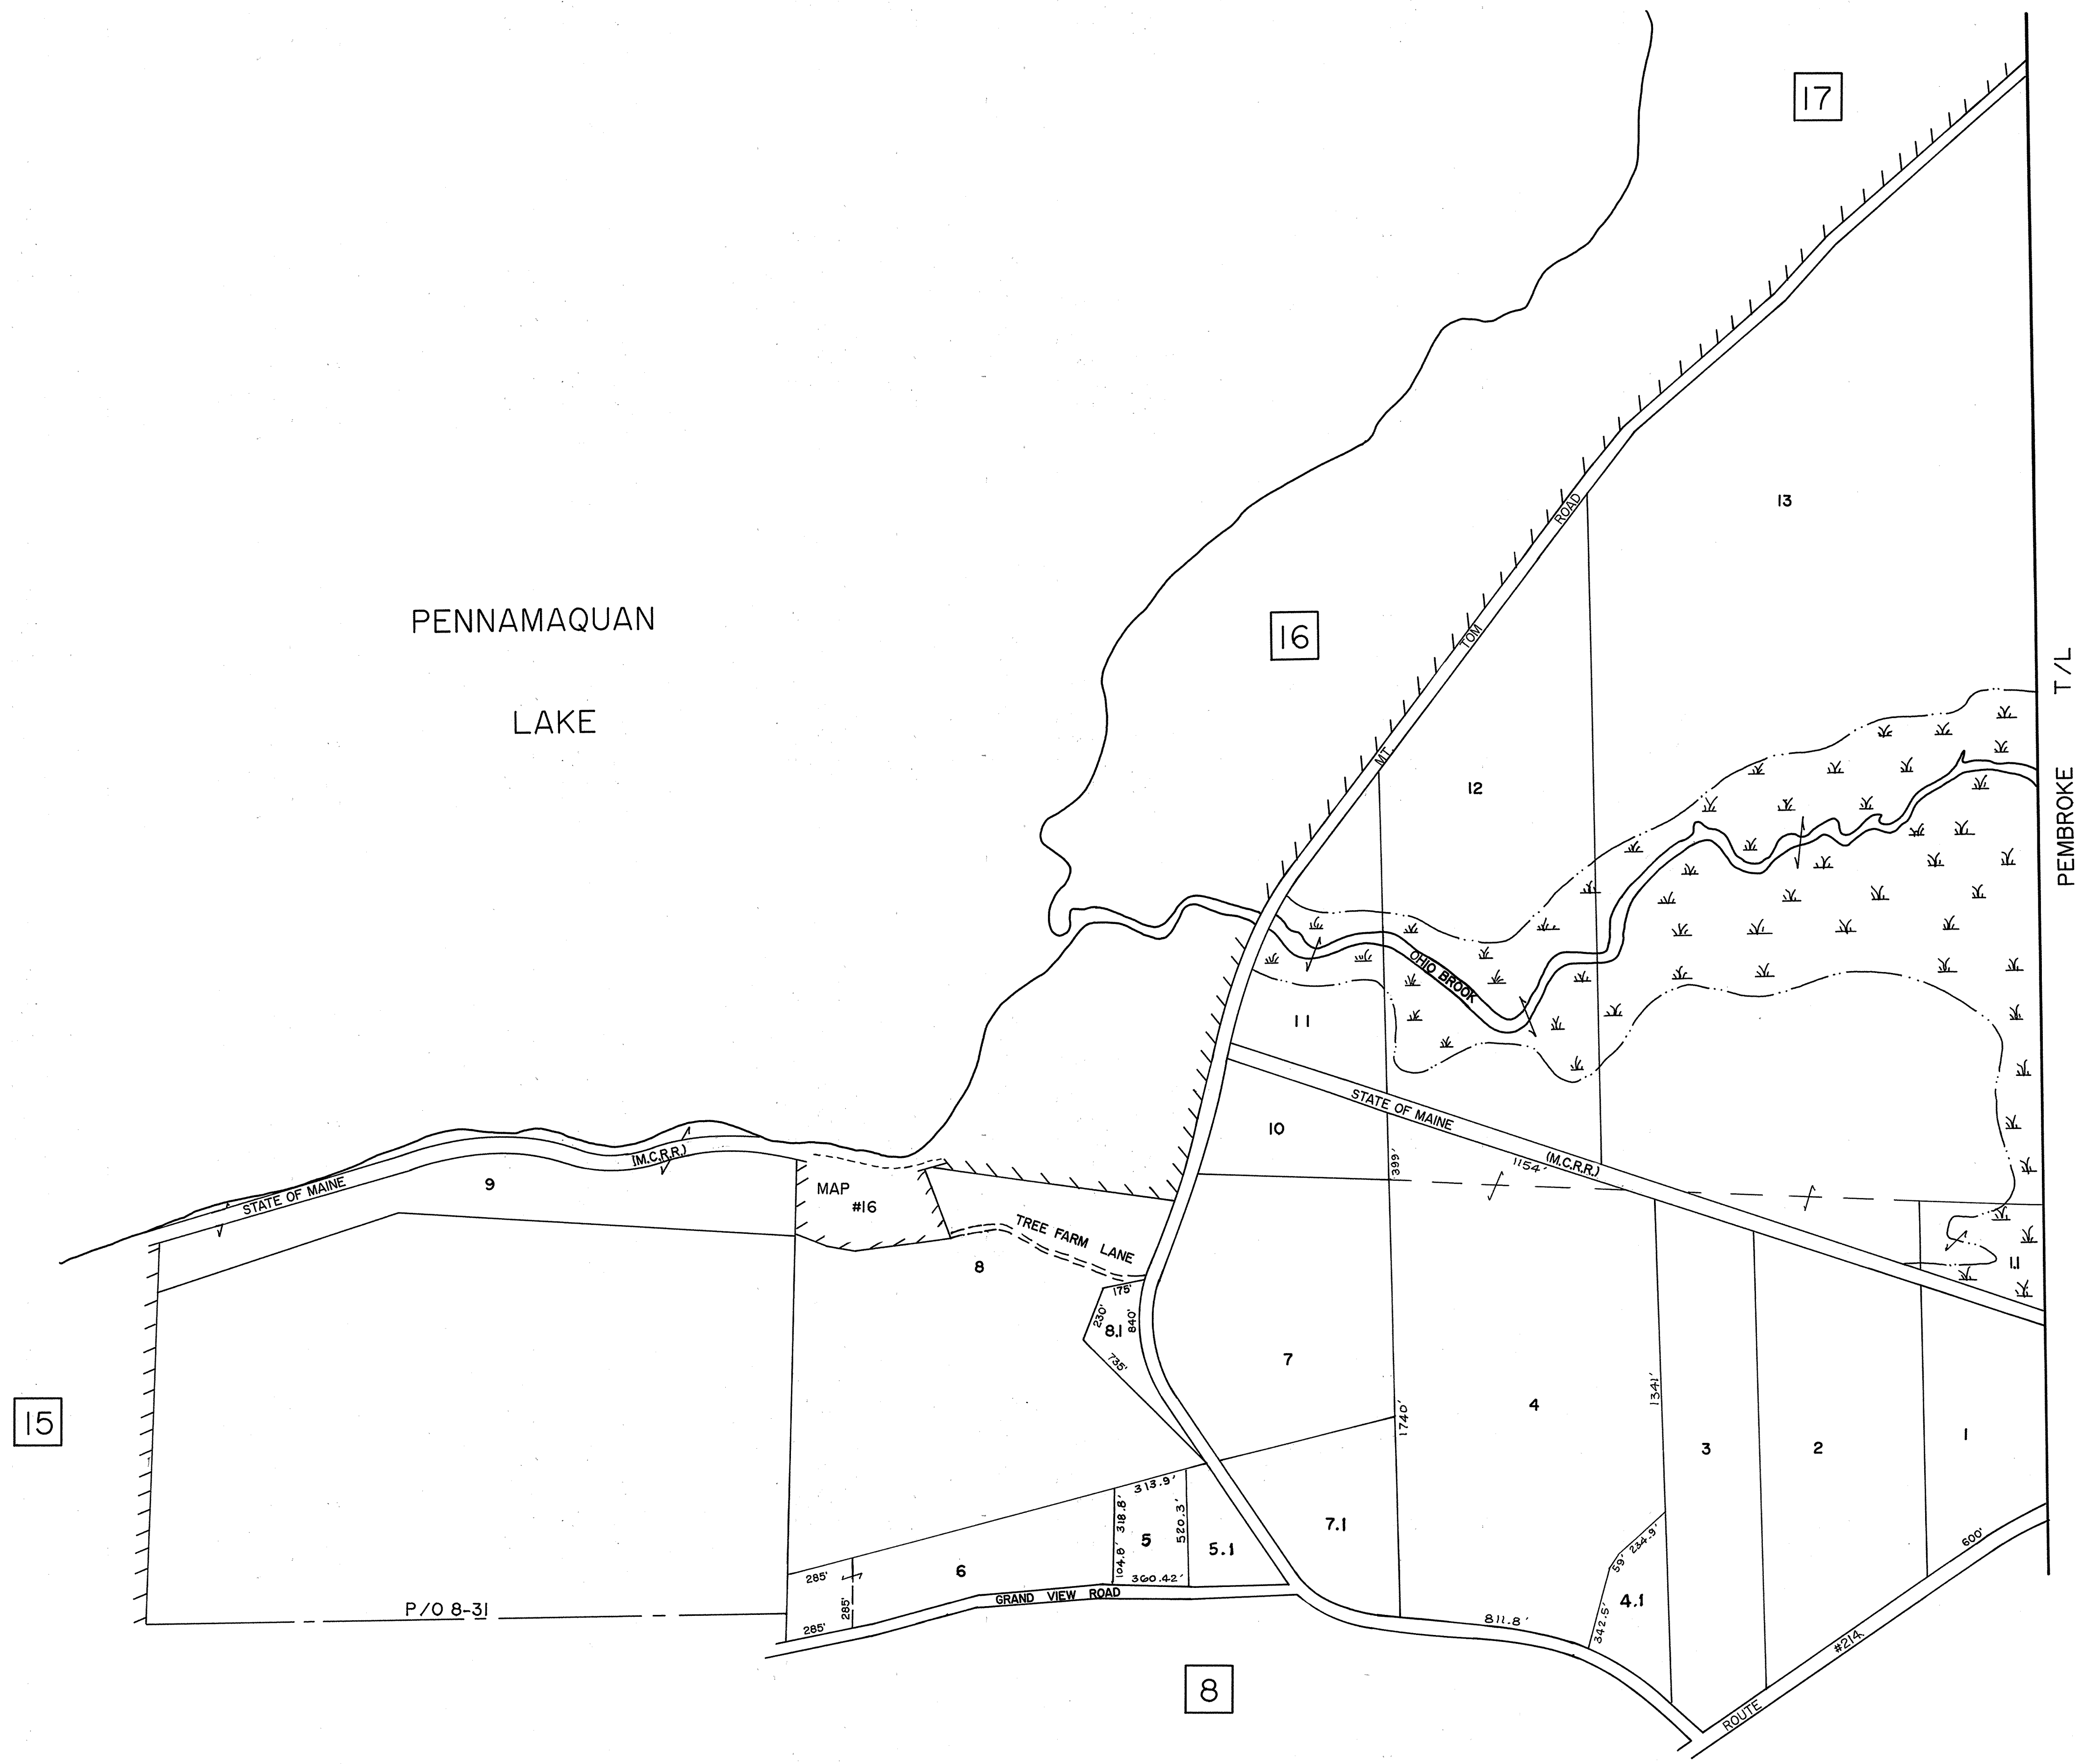 17
13
ROAD
PENNAMAQUAN
LAKE
16
TOM
T/L
PEMBROKE
MT.
12
OHIO BROOK
11
STATE OF MAINE
10
(M.C.R.R.)
399'
1154'
(M.C.R.R.)
9
STATE OF MAINE
MAP
#16
TREE FARM LANE
8
1.1
175'
230'
8.1
840'
735'
7
4
1341'
1740'
15
3
2
1
313.9'
318.8'
520.3'
7.1
5
5.1
104.8'
360.42'
6
285'
285'
285'
GRAND VIEW ROAD
P/O 8-31
234.9'
59'
4.1
342.5'
811.8'
600'
#214
ROUTE
8